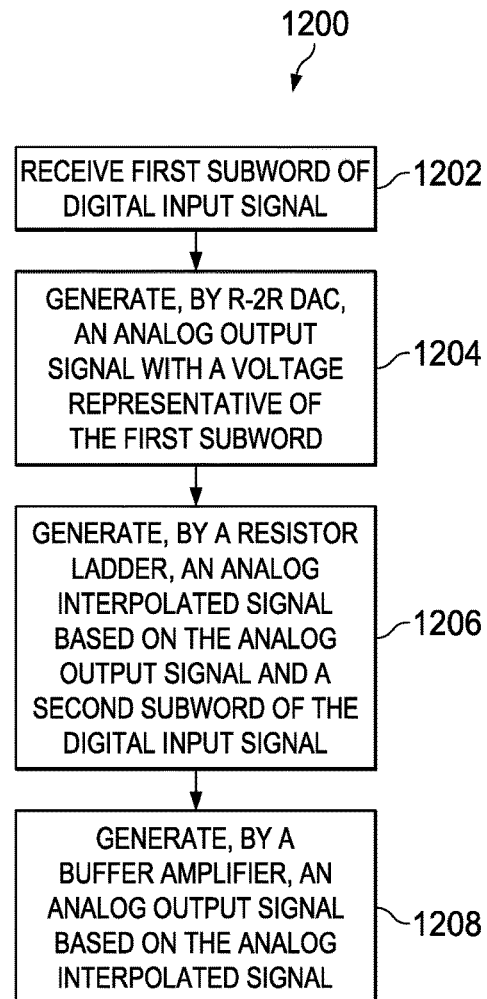 1200
RECEIVE FIRST SUBWORD OF
DIGITAL INPUT SIGNAL
1202
GENERATE, BY R-2R DAC,
AN ANALOG OUTPUT
SIGNAL WITH A VOLTAGE
REPRESENTATIVE OF
THE FIRST SUBWORD
1204
GENERATE, BY A RESISTOR
LADDER, AN ANALOG
INTERPOLATED SIGNAL
BASED ON THE ANALOG
OUTPUT SIGNAL AND A
SECOND SUBWORD OF THE
DIGITAL INPUT SIGNAL
1206
GENERATE, BY A
BUFFER AMPLIFIER, AN
ANALOG OUTPUT SIGNAL
BASED ON THE ANALOG
INTERPOLATED SIGNAL
1208